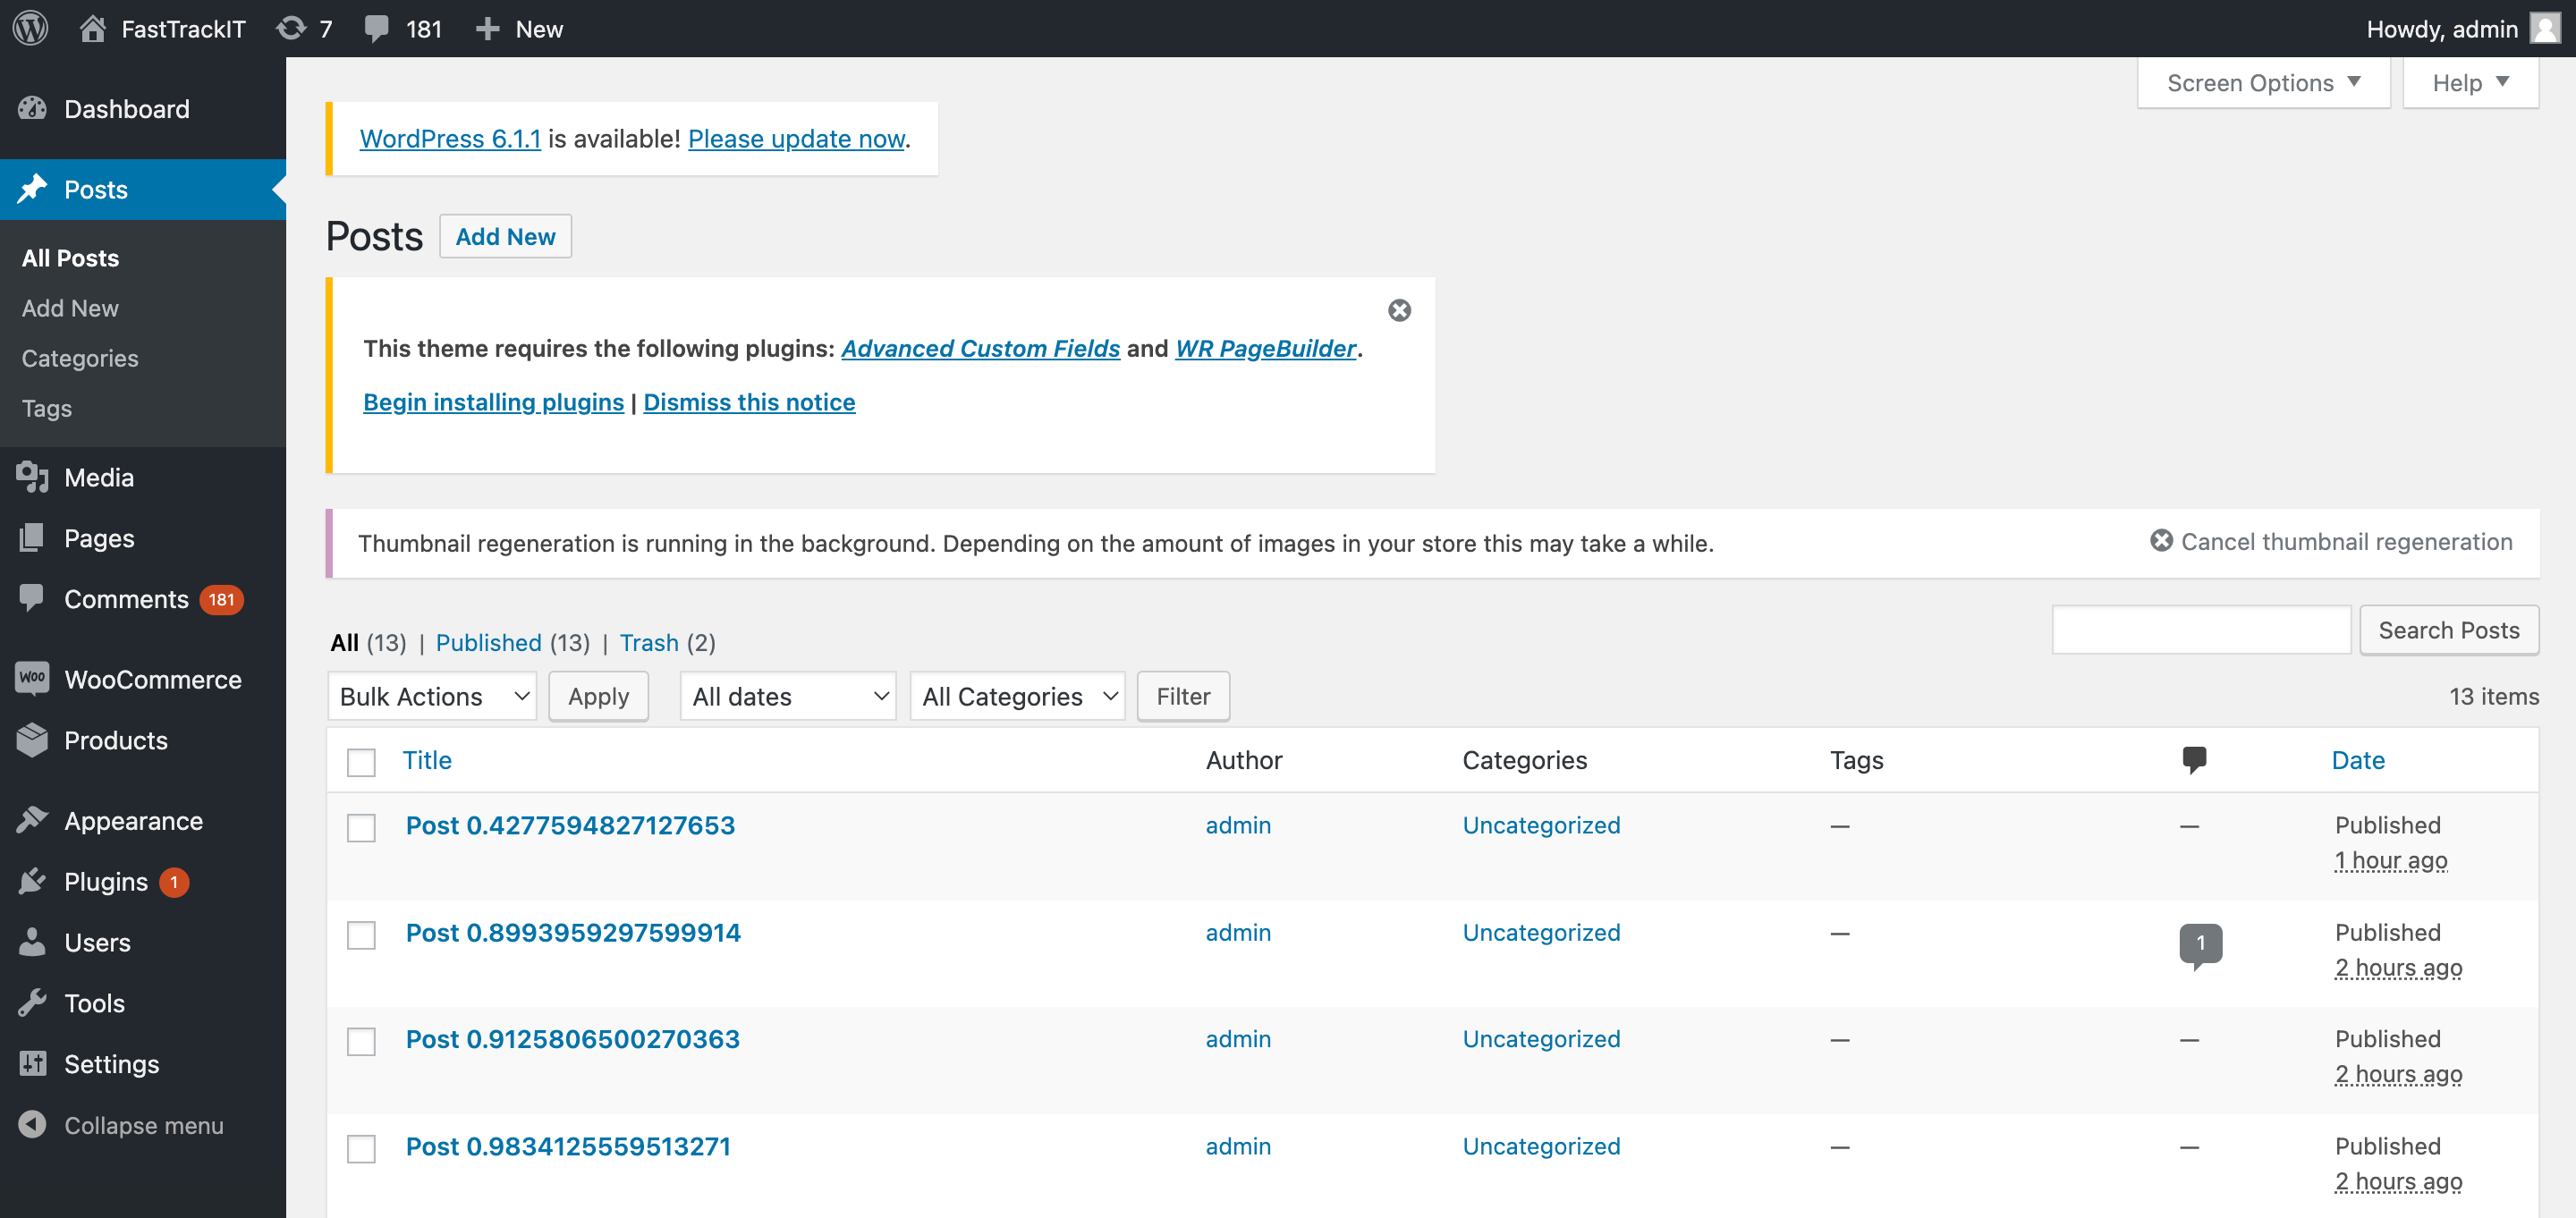 FastTrackIT 7 181 New Howdy, admin
Screen Options Help
Dashboard
Posts
All Posts
Add New
Categories
Tags
Media
Pages
Comments 181
WOO WooCommerce
Products
Appearance
Plugins 1
Users
Tools
Settings
Collapse menu
WordPress 6.1.1 is available! Please update now.
Posts Add New
This theme requires the following plugins: Advanced Custom Fields and WR PageBuilder.
Begin installing plugins | Dismiss this notice
Thumbnail regeneration is running in the background. Depending on the amount of images in your store this may take a while. Cancel thumbnail regeneration
All (13) | Published (13) | Trash (2) Search Posts
Bulk Actions Apply All dates All Categories Filter 13 items
Title Author Categories Tags Date
Post 0.4277594827127653 admin Uncategorized — — Published
1 hour ago
Post 0.8993959297599914 admin Uncategorized — 1 Published
2 hours ago
Post 0.9125806500270363 admin Uncategorized — — Published
2 hours ago
Post 0.9834125559513271 admin Uncategorized — — Published
2 hours ago